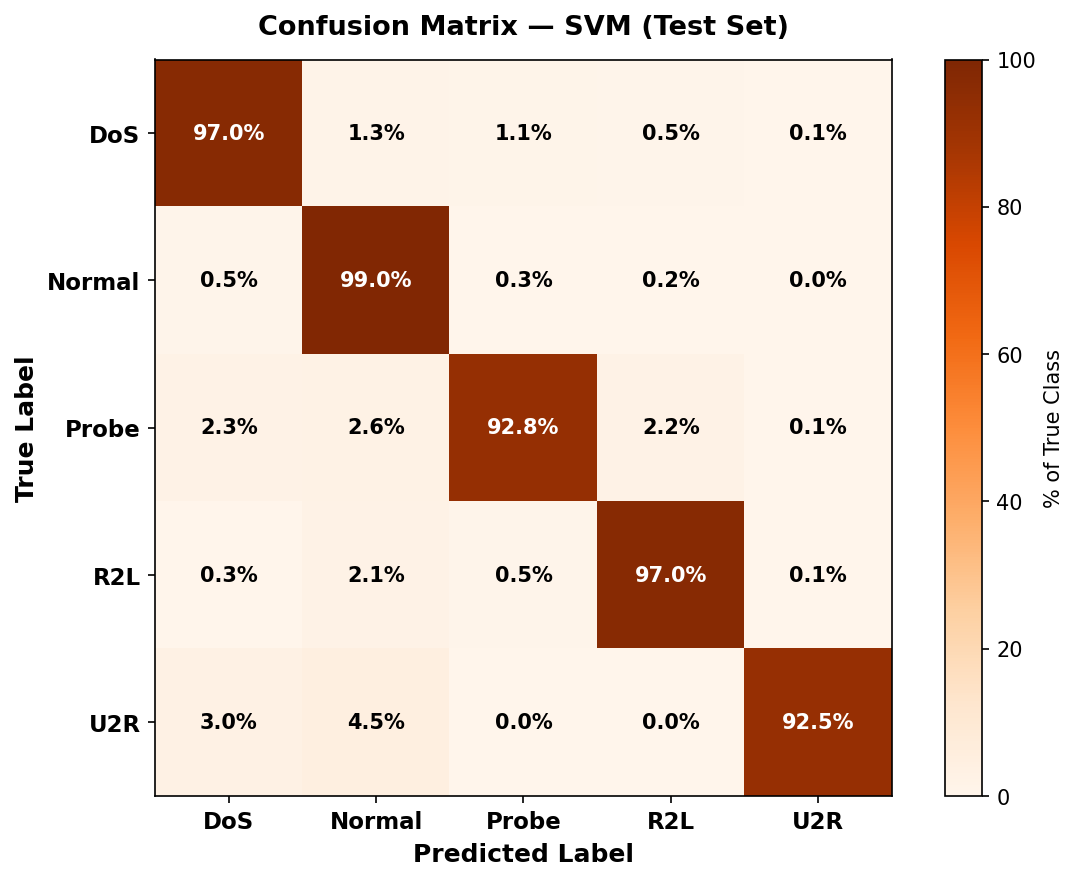 Confusion Matrix — SVM (Test Set)
True Label
DoS 97.0% 1.3% 1.1% 0.5% 0.1%
Normal 0.5% 99.0% 0.3% 0.2% 0.0%
Probe 2.3% 2.6% 92.8% 2.2% 0.1%
R2L 0.3% 2.1% 0.5% 97.0% 0.1%
U2R 3.0% 4.5% 0.0% 0.0% 92.5%
DoS Normal Probe R2L U2R
Predicted Label
100
80
60
40
20
0
% of True Class